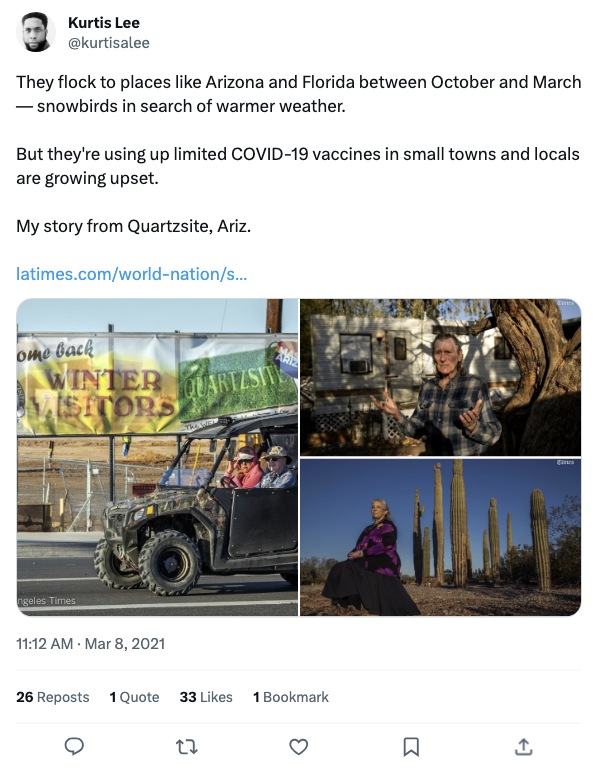 Kurtis Lee
@kurtisalee
They flock to places like Arizona and Florida between October and March
— snowbirds in search of warmer weather.
But they're using up limited COVID-19 vaccines in small towns and locals
are growing upset.
My story from Quartzsite, Ariz.
latimes.com/world-nation/s...
ome back
WINTER
VISITORS
QUARTZSITE
ARIZ
Times
Times
ngeles Times
11:12 AM · Mar 8, 2021
26 Reposts 1 Quote 33 Likes 1 Bookmark